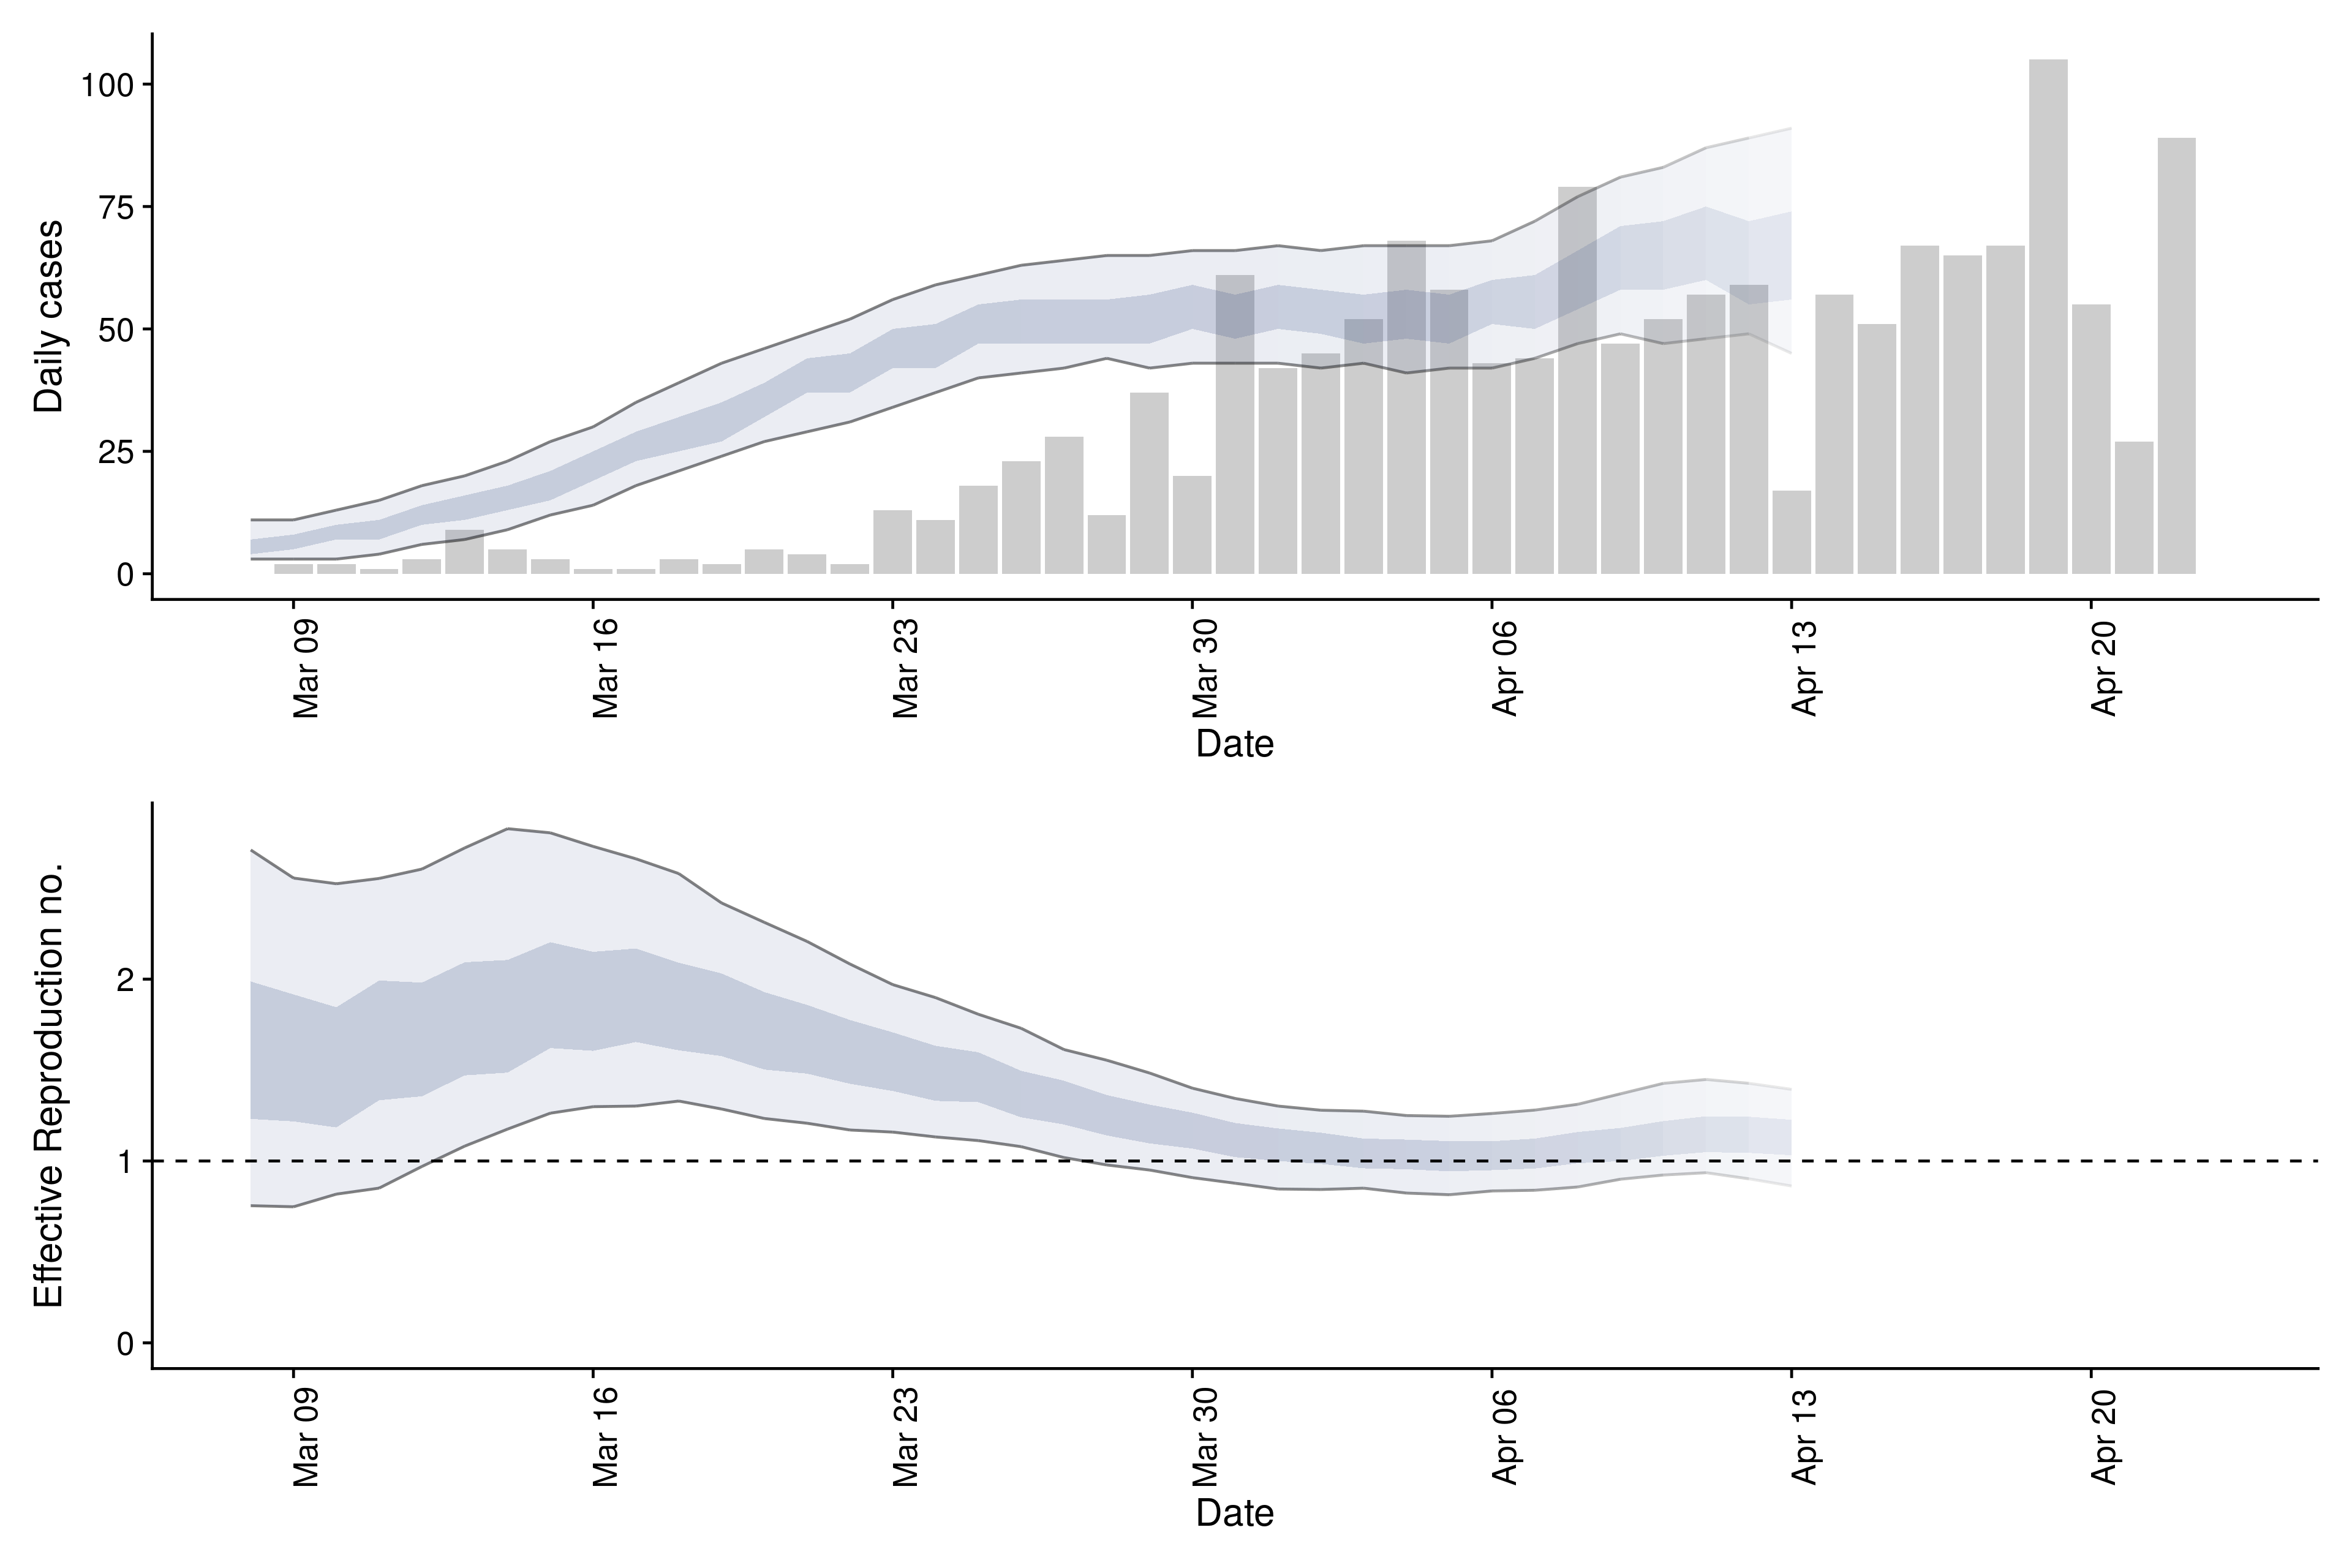 Daily cases
100
75
50
25
0
Mar 09
Mar 16
Mar 23
Mar 30
Apr 06
Apr 13
Apr 20
Date
Effective Reproduction no.
2
1
0
Mar 09
Mar 16
Mar 23
Mar 30
Apr 06
Apr 13
Apr 20
Date